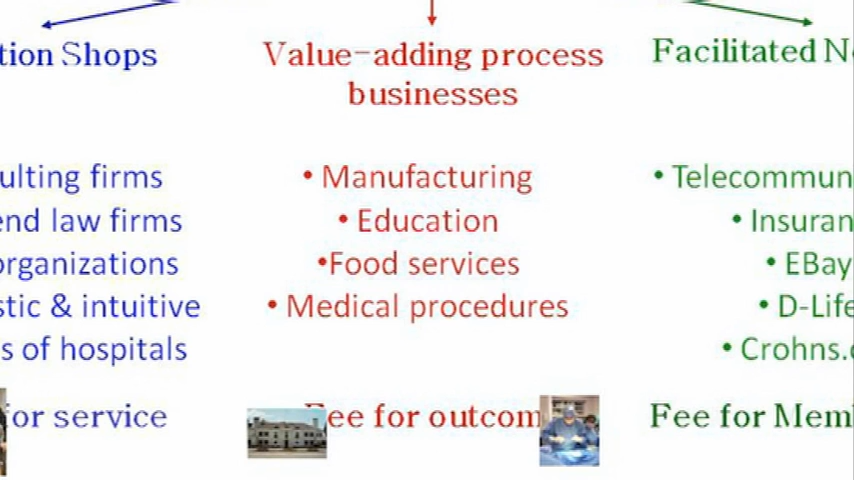 tion Shops
ulting firms
end law firms
organizations
stic & intuitive
s of hospitals
or service
Value-adding process
businesses
• Manufacturing
• Education
•Food services
• Medical procedures
Fee for outcom
Facilitated N
• Telecommun
• Insuran
• EBay
• D-Life
• Crohns.c
Fee for Mem